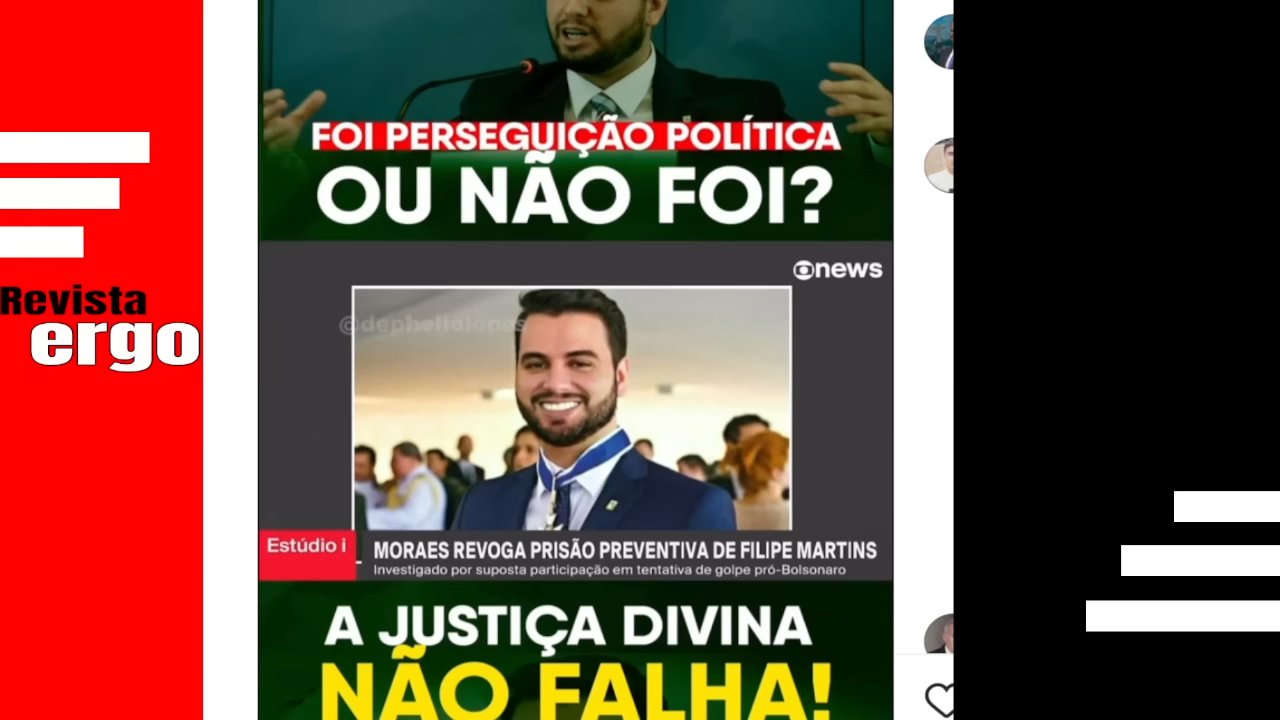 FOI PERSEGUIÇÃO POLÍTICA
OU NÃO FOI?
news
Revista
ergo
@depheliolopes
Estúdio i
MORAES REVOGA PRISÃO PREVENTIVA DE FILIPE MARTINS
Investigado por suposta participação em tentativa de golpe pró-Bolsonaro
A JUSTIÇA DIVINA
NÃO FALHA!